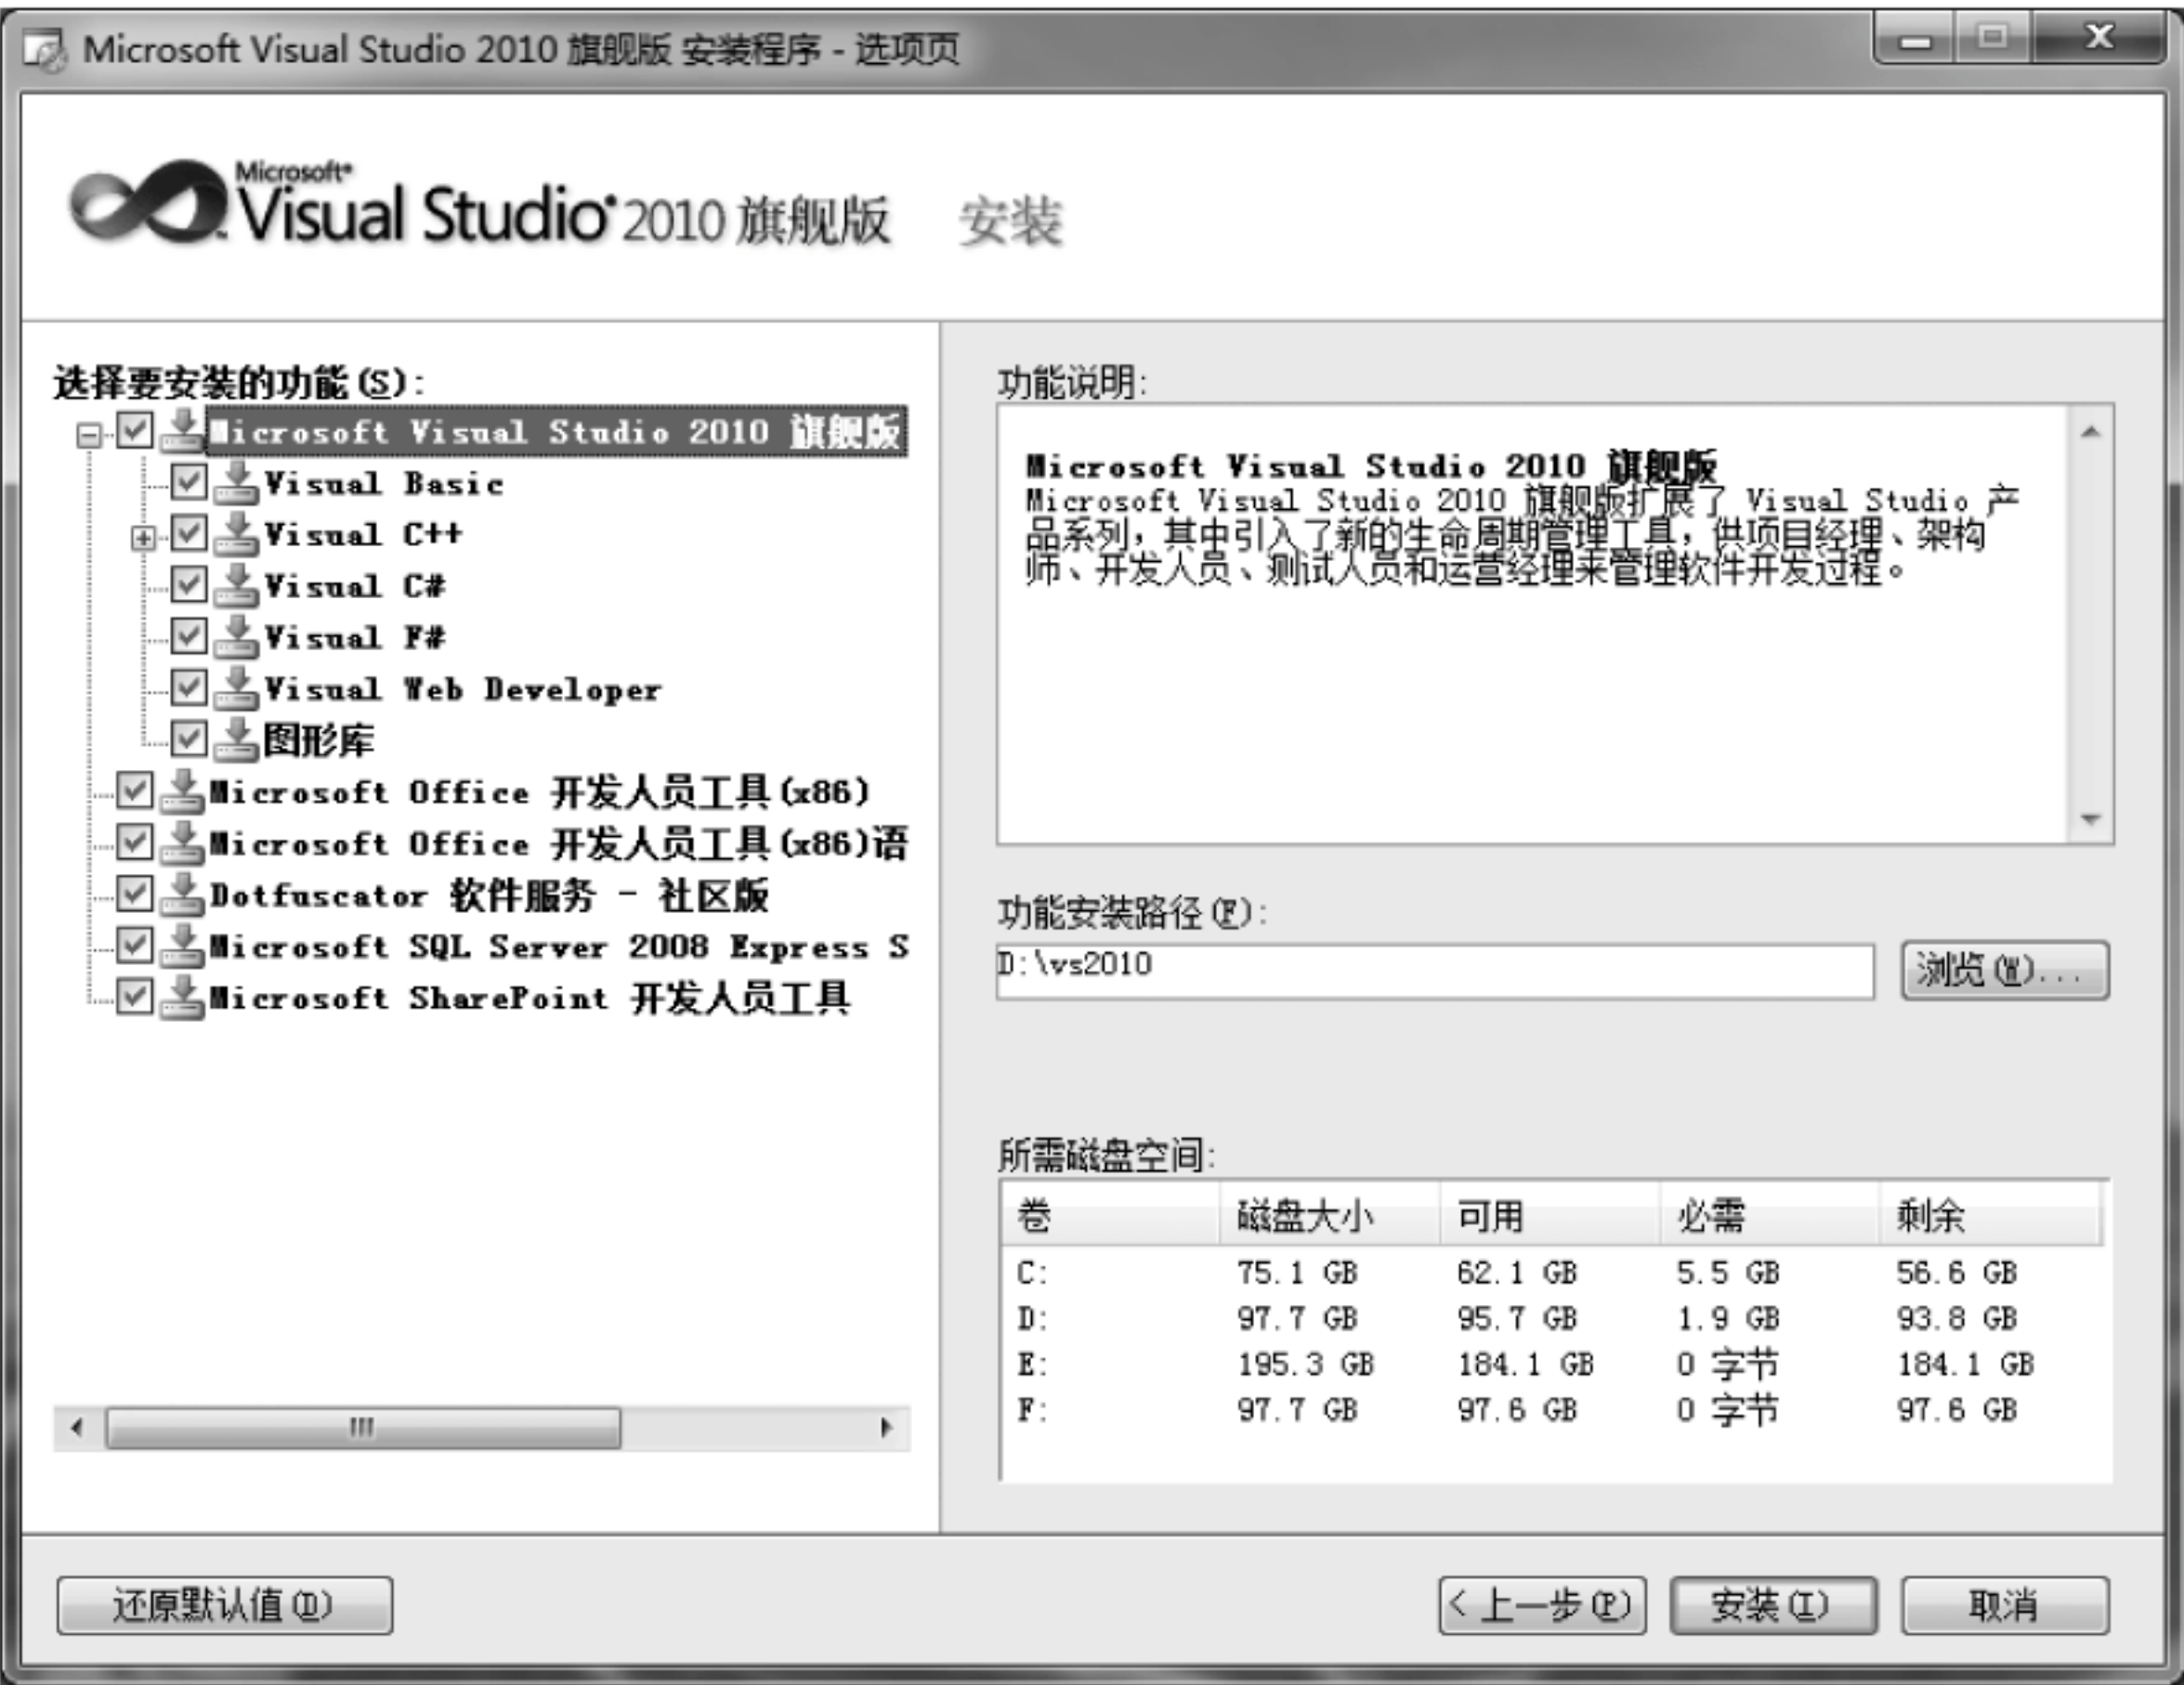 Microsoft Visual Studio 2010 旗舰版 安装程序 - 选项页
Microsoft®
Visual Studio® 2010 旗舰版 安装
选择要安装的功能(S):
Microsoft Visual Studio 2010 旗舰版
Visual Basic
Visual C++
Visual C#
Visual F#
Visual Web Developer
图形库
Microsoft Office 开发人员工具(x86)
Microsoft Office 开发人员工具(x86)语
Dotfuscator 软件服务 - 社区版
Microsoft SQL Server 2008 Express S
Microsoft SharePoint 开发人员工具
功能说明:
Microsoft Visual Studio 2010 旗舰版
Microsoft Visual Studio 2010 旗舰版扩展了 Visual Studio 产
品系列，其中引入了新的生命周期管理工具，供项目经理、架构
师、开发人员、测试人员和运营经理来管理软件开发过程。
功能安装路径(F):
D:\vs2010 浏览(W)...
所需磁盘空间:
卷 磁盘大小 可用 必需 剩余
C: 75.1 GB 62.1 GB 5.5 GB 56.6 GB
D: 97.7 GB 95.7 GB 1.9 GB 93.8 GB
E: 195.3 GB 184.1 GB 0 字节 184.1 GB
F: 97.7 GB 97.6 GB 0 字节 97.6 GB
还原默认值(D) < 上一步(P) 安装(I) 取消